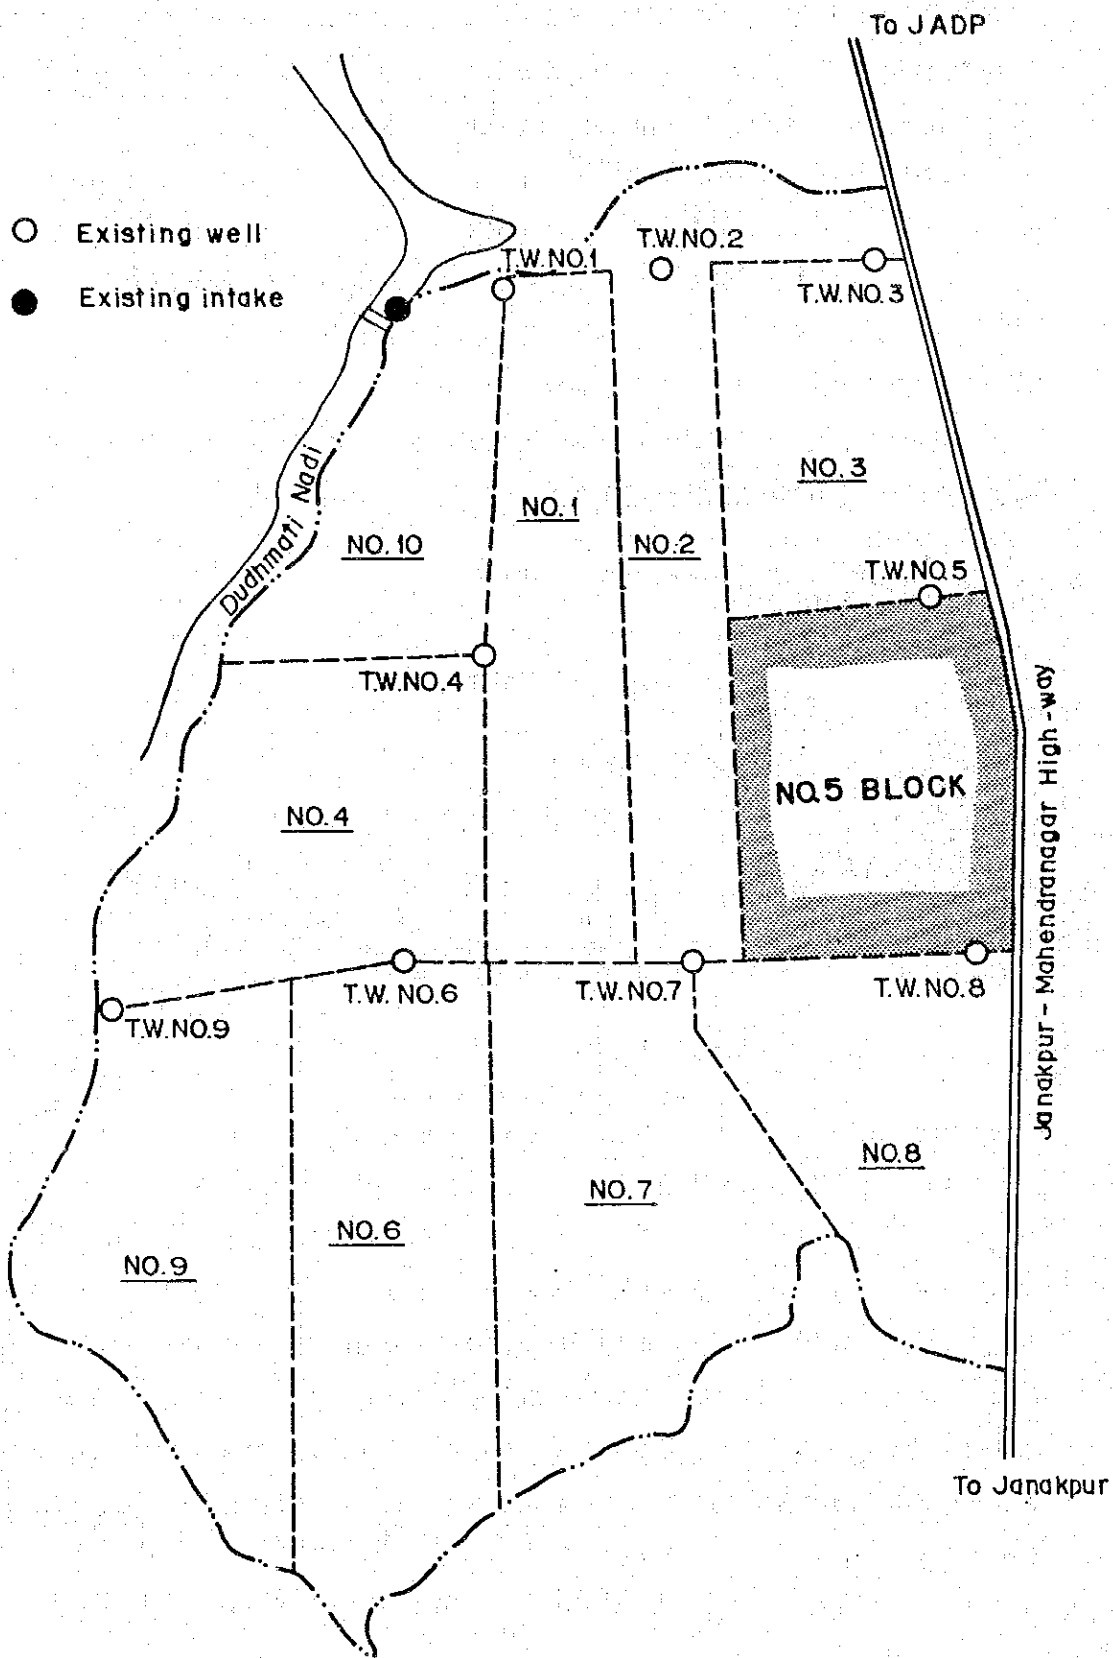 To JADP
Existing well
T.W.NO.2
T.W.NO.1
Existing intake
T.W.NO.3
NO.3
Dudhmati Nadi
NO.1
NO.10
NO.2
T.W.NO.5
T.W.NO.4
NO.5 BLOCK
NO.4
Janakpur - Mahendranagar High-way
T.W.NO.6
T.W.NO.7
T.W.NO.8
T.W.NO.9
NO.8
NO.7
NO.6
NO.9
To Janakpur